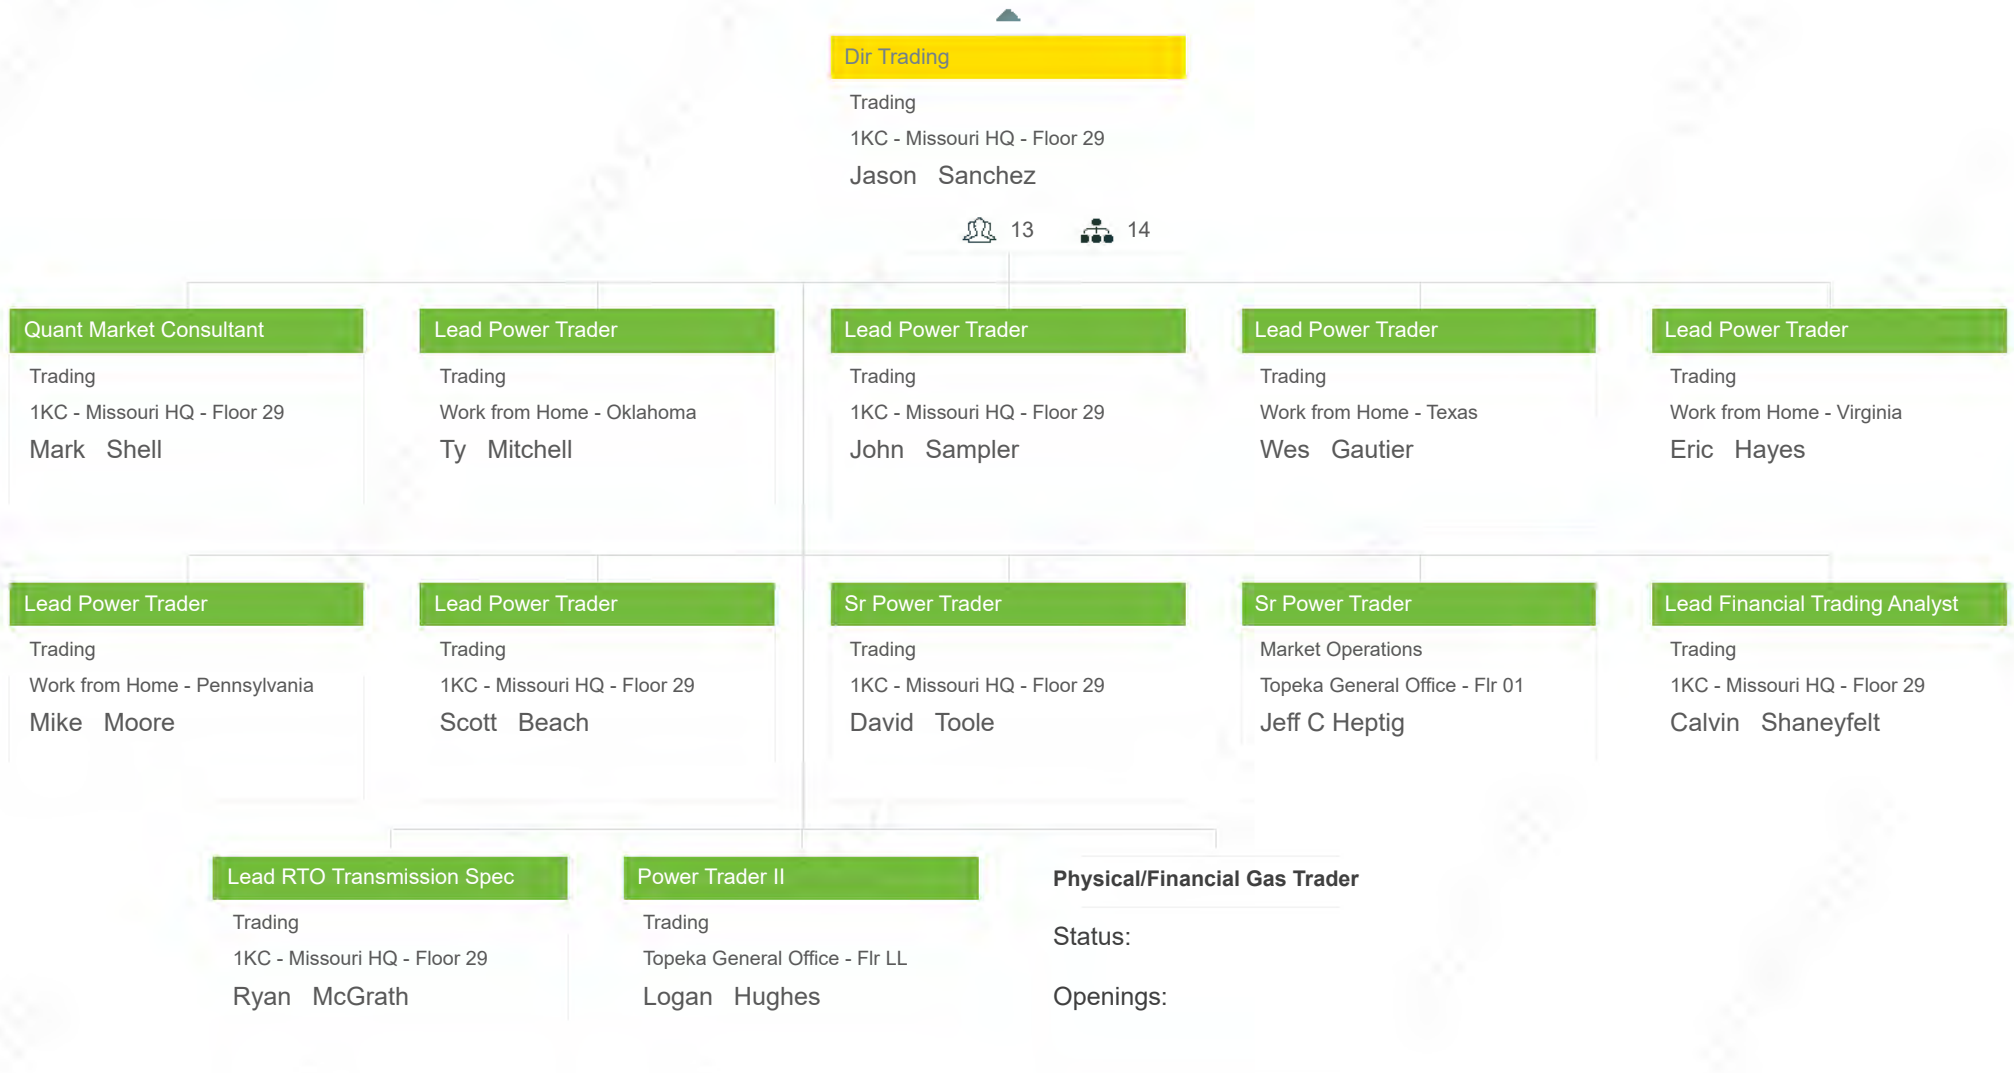 Dir Trading
Trading
1KC - Missouri HQ - Floor 29
Jason Sanchez
13 14
Quant Market Consultant
Trading
1KC - Missouri HQ - Floor 29
Mark Shell
Lead Power Trader
Trading
Work from Home - Oklahoma
Ty Mitchell
Lead Power Trader
Trading
1KC - Missouri HQ - Floor 29
John Sampler
Lead Power Trader
Trading
Work from Home - Texas
Wes Gautier
Lead Power Trader
Trading
Work from Home - Virginia
Eric Hayes
Lead Power Trader
Trading
Work from Home - Pennsylvania
Mike Moore
Lead Power Trader
Trading
1KC - Missouri HQ - Floor 29
Scott Beach
Sr Power Trader
Trading
1KC - Missouri HQ - Floor 29
David Toole
Sr Power Trader
Market Operations
Topeka General Office - Flr 01
Jeff C Heptig
Lead Financial Trading Analyst
Trading
1KC - Missouri HQ - Floor 29
Calvin Shaneyfelt
Lead RTO Transmission Spec
Trading
1KC - Missouri HQ - Floor 29
Ryan McGrath
Power Trader II
Trading
Topeka General Office - Flr LL
Logan Hughes
Physical/Financial Gas Trader
Status:
Openings: